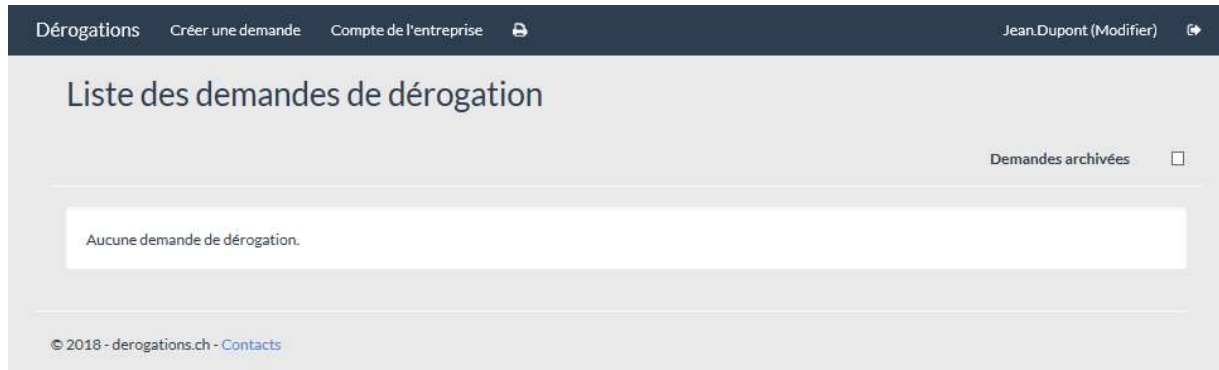 Dérogations Créer une demande Compte de l'entreprise Jean.Dupont (Modifier)
Liste des demandes de dérogation
Demandes archivées
Aucune demande de dérogation.
© 2018 - derogations.ch - Contacts